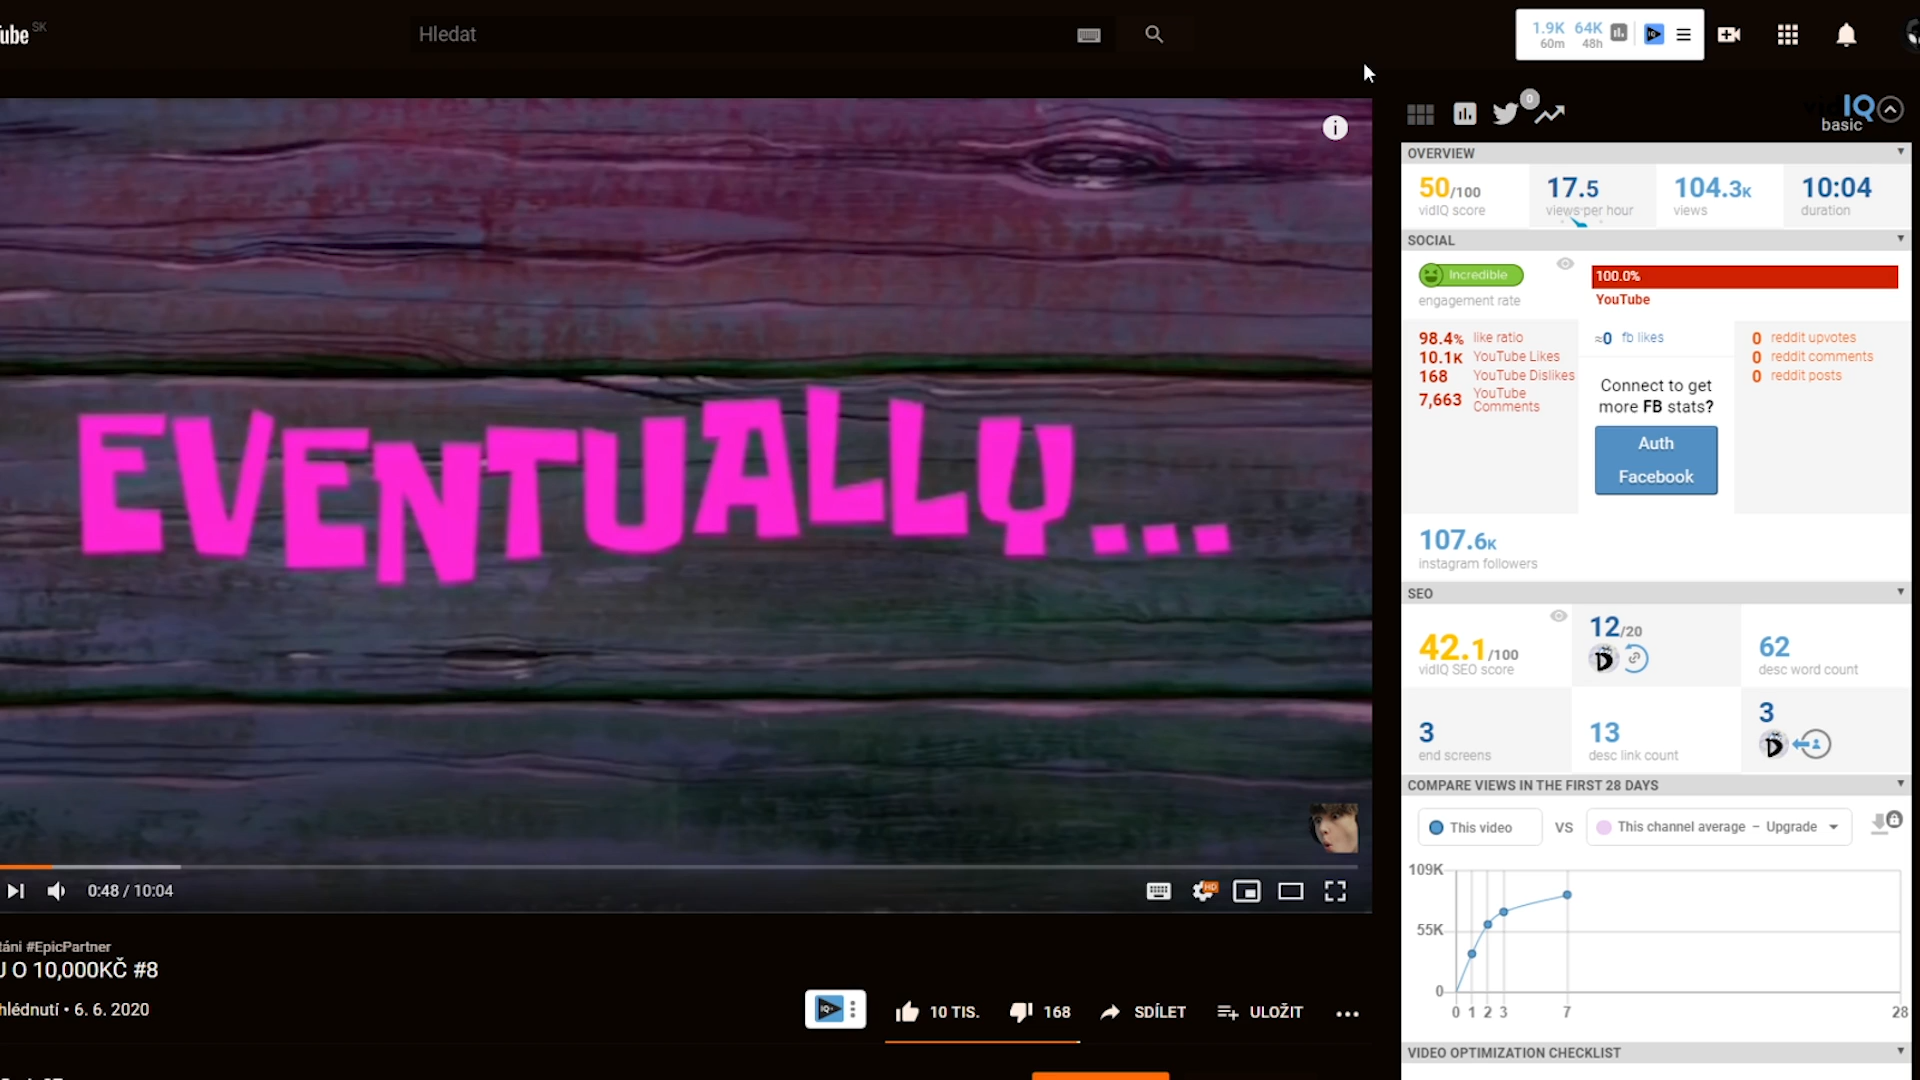 ube SK
Hledat
1.9K 64K
60m 48h
0
vidIQ
basic
OVERVIEW
50/100
vidIQ score
17.5
views per hour
104.3K
views
10:04
duration
SOCIAL
Incredible
engagement rate
100.0%
YouTube
98.4% like ratio
10.1K YouTube Likes
168 YouTube Dislikes
7,663 YouTube Comments
≈0 fb likes
Connect to get
more FB stats?
Auth
Facebook
0 reddit upvotes
0 reddit comments
0 reddit posts
107.6K
instagram followers
SEO
42.1/100
vidIQ SEO score
12/20
62
desc word count
3
end screens
13
desc link count
3
COMPARE VIEWS IN THE FIRST 28 DAYS
This video VS This channel average – Upgrade
109K
55K
0
0 1 2 3 7 28
VIDEO OPTIMIZATION CHECKLIST
EVENTUALLY...
0:48 / 10:04
HD
táni #EpicPartner
J O 10,000KČ #8
hlédnutí • 6. 6. 2020
10 TIS. 168 SDÍLET ULOŽIT